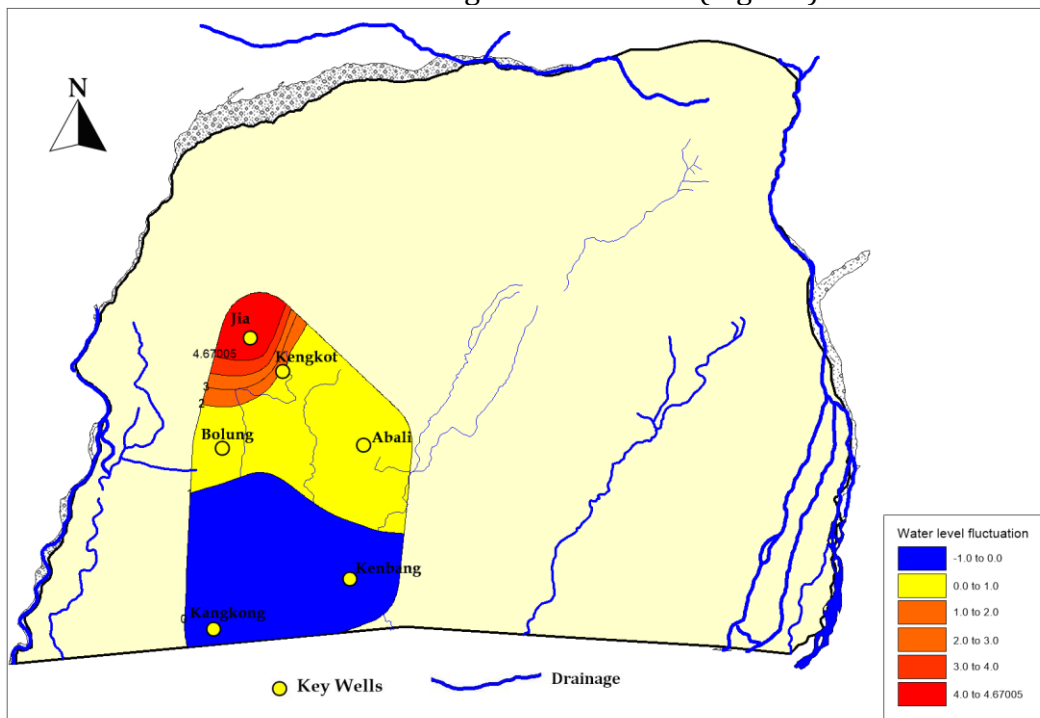 N
Jia
4.67005
Kengkot
3
2
Bolung
Abali
Kenbang
Kangkong
0
Key Wells
Drainage
Water level fluctuation
-1.0 to 0.0
0.0 to 1.0
1.0 to 2.0
2.0 to 3.0
3.0 to 4.0
4.0 to 4.67005